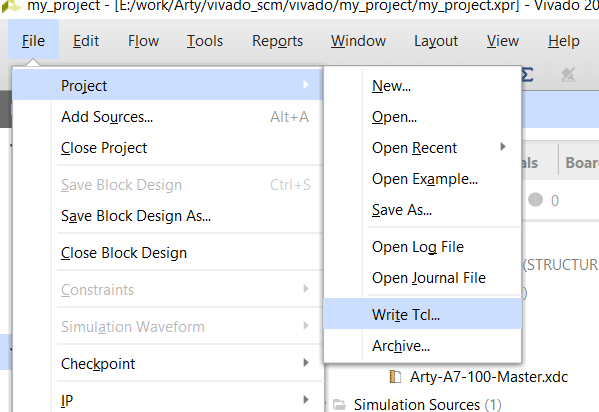 my_project - [E:/work/Arty/vivado_scm/vivado/my_project/my_project.xpr] - Vivado 20
File Edit Flow Tools Reports Window Layout View Help
Project
Add Sources... Alt+A
Close Project
Save Block Design Ctrl+S
Save Block Design As...
Close Block Design
Constraints
Simulation Waveform
Checkpoint
IP
New...
Open...
Open Recent
Open Example...
Save As...
Open Log File
Open Journal File
Write Tcl...
Archive...
als Boar
0
(STRUCTUR
)
Arty-A7-100-Master.xdc
Simulation Sources (1)